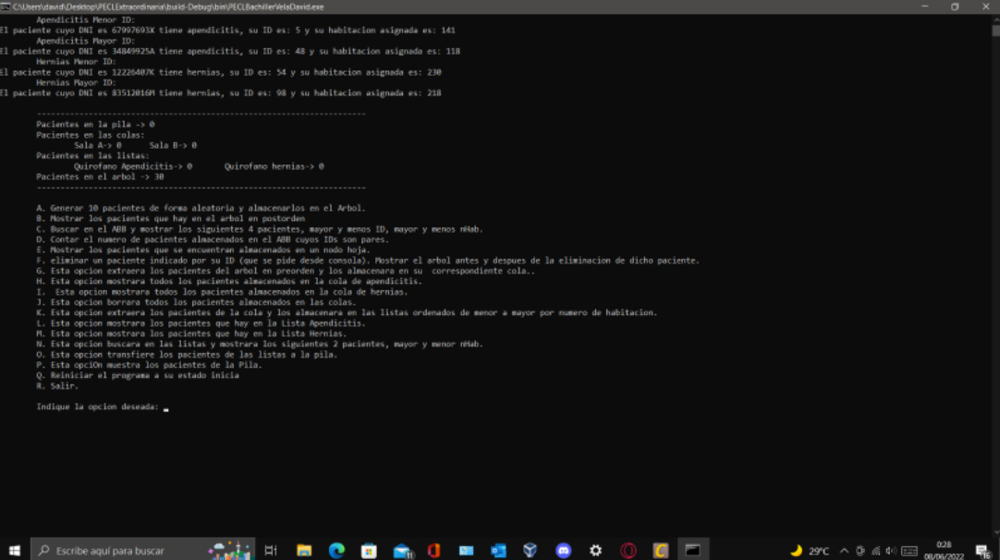 C:\Users\david\Desktop\PECLExtraordinaria\build-Debug\bin\PECLBachillerVelaDavid.exe
Apendicitis Menor ID:
El paciente cuyo DNI es 67997693X tiene apendicitis, su ID es: 5 y su habitacion asignada es: 141
Apendicitis Mayor ID:
El paciente cuyo DNI es 34849925A tiene apendicitis, su ID es: 48 y su habitacion asignada es: 118
Hernias Menor ID:
El paciente cuyo DNI es 12226407K tiene hernias, su ID es: 54 y su habitacion asignada es: 230
Hernias Mayor ID:
El paciente cuyo DNI es 83512016M tiene hernias, su ID es: 98 y su habitacion asignada es: 218
----------------------------------------------------------------------
Pacientes en la pila -> 0
Pacientes en las colas:
Sala A-> 0 Sala B-> 0
Pacientes en las listas:
Quirofano Apendicitis-> 0 Quirofano hernias-> 0
Pacientes en el arbol -> 30
----------------------------------------------------------------------
A. Generar 10 pacientes de forma aleatoria y almacenarlos en el Arbol.
B. Mostrar los pacientes que hay en el arbol en postorden
C. Buscar en el ABB y mostrar los siguientes 4 pacientes, mayor y menos ID, mayor y menos nHab.
D. Contar el numero de pacientes almacenados en el ABB cuyos IDs son pares.
E. Mostrar los pacientes que se encuentran almacenados en un nodo hoja.
F. eliminar un paciente indicado por su ID (que se pide desde consola). Mostrar el arbol antes y despues de la eliminacion de dicho paciente.
G. Esta opcion extraera los pacientes del arbol en preorden y los almacenara en su correspondiente cola..
H. Esta opcion mostrara todos los pacientes almacenados en la cola de apendicitis.
I. Esta opcion mostrara todos los pacientes almacenados en la cola de hernias.
J. Esta opcion borrara todos los pacientes almacenados en las colas.
K. Esta opcion extraera los pacientes de la cola y los almacenara en las listas ordenados de menor a mayor por numero de habitacion.
L. Esta opcion mostrara los pacientes que hay en la Lista Apendicitis.
M. Esta opcion mostrara los pacientes que hay en la Lista Hernias.
N. Esta opcion buscara en las listas y mostrara los siguientes 2 pacientes, mayor y menor nHab.
O. Esta opcion transfiere los pacientes de las listas a la pila.
P. Esta opciOn muestra los pacientes de la Pila.
Q. Reiniciar el programa a su estado inicia
R. Salir.
Indique la opcion deseada:
Escribe aquí para buscar
29°C
0:28
08/06/2022
16